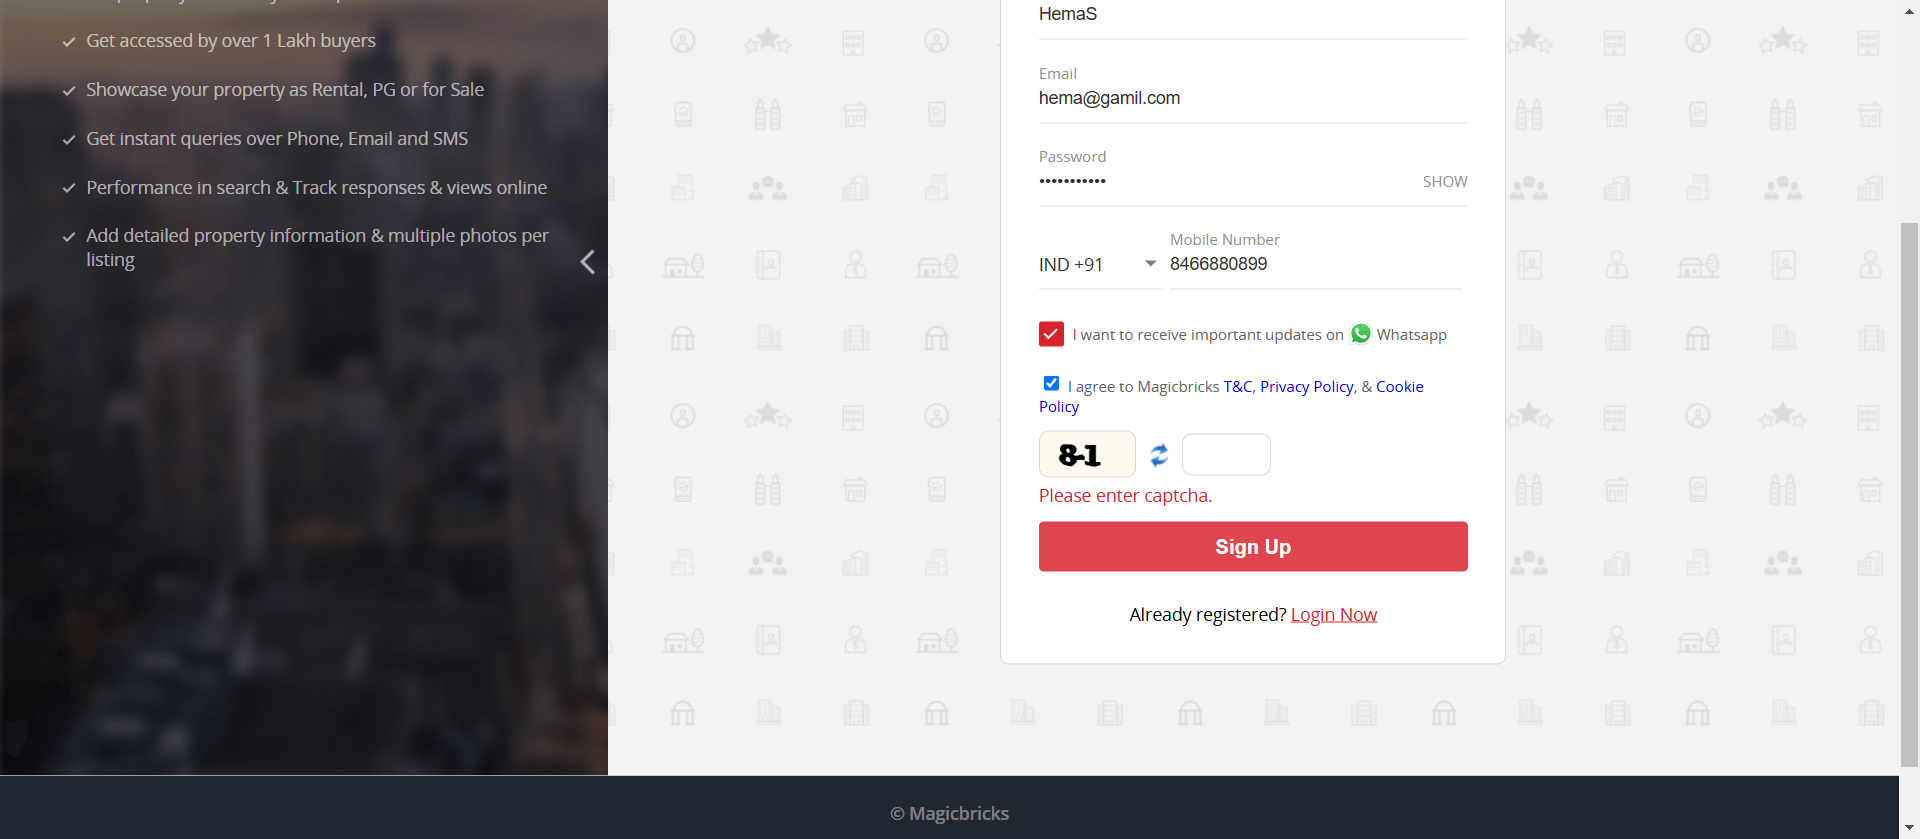 Get accessed by over 1 Lakh buyers
Showcase your property as Rental, PG or for Sale
Get instant queries over Phone, Email and SMS
Performance in search & Track responses & views online
Add detailed property information & multiple photos per
listing
HemaS
Email
hema@gamil.com
Password
•••••••••••
SHOW
Mobile Number
IND +91
8466880899
I want to receive important updates on Whatsapp
I agree to Magicbricks T&C, Privacy Policy, & Cookie
Policy
8-1
Please enter captcha.
Sign Up
Already registered? Login Now
© Magicbricks